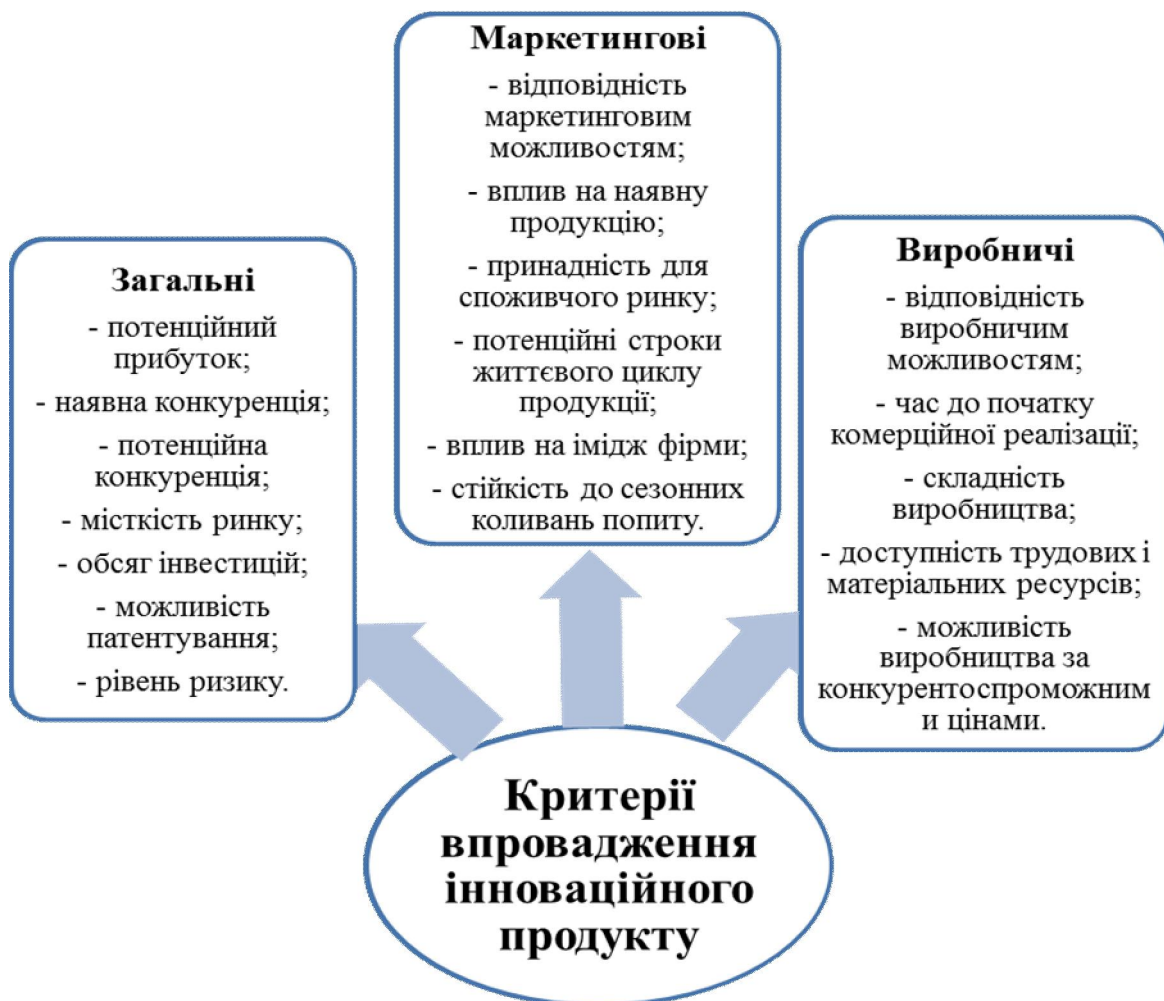 Маркетингові
- відповідність
маркетинговим
можливостям;
- вплив на наявну
продукцію;
- принадність для
споживчого ринку;
- потенційні строки
життєвого циклу
продукції;
- вплив на імідж фірми;
- стійкість до сезонних
коливань попиту.
Загальні
- потенційний
прибуток;
- наявна конкуренція;
- потенційна
конкуренція;
- місткість ринку;
- обсяг інвестицій;
- можливість
патентування;
- рівень ризику.
Виробничі
- відповідність
виробничим
можливостям;
- час до початку
комерційної реалізації;
- складність
виробництва;
- доступність трудових і
матеріальних ресурсів;
- можливість
виробництва за
конкурентоспроможним
и цінами.
Критерії
впровадження
інноваційного
продукту